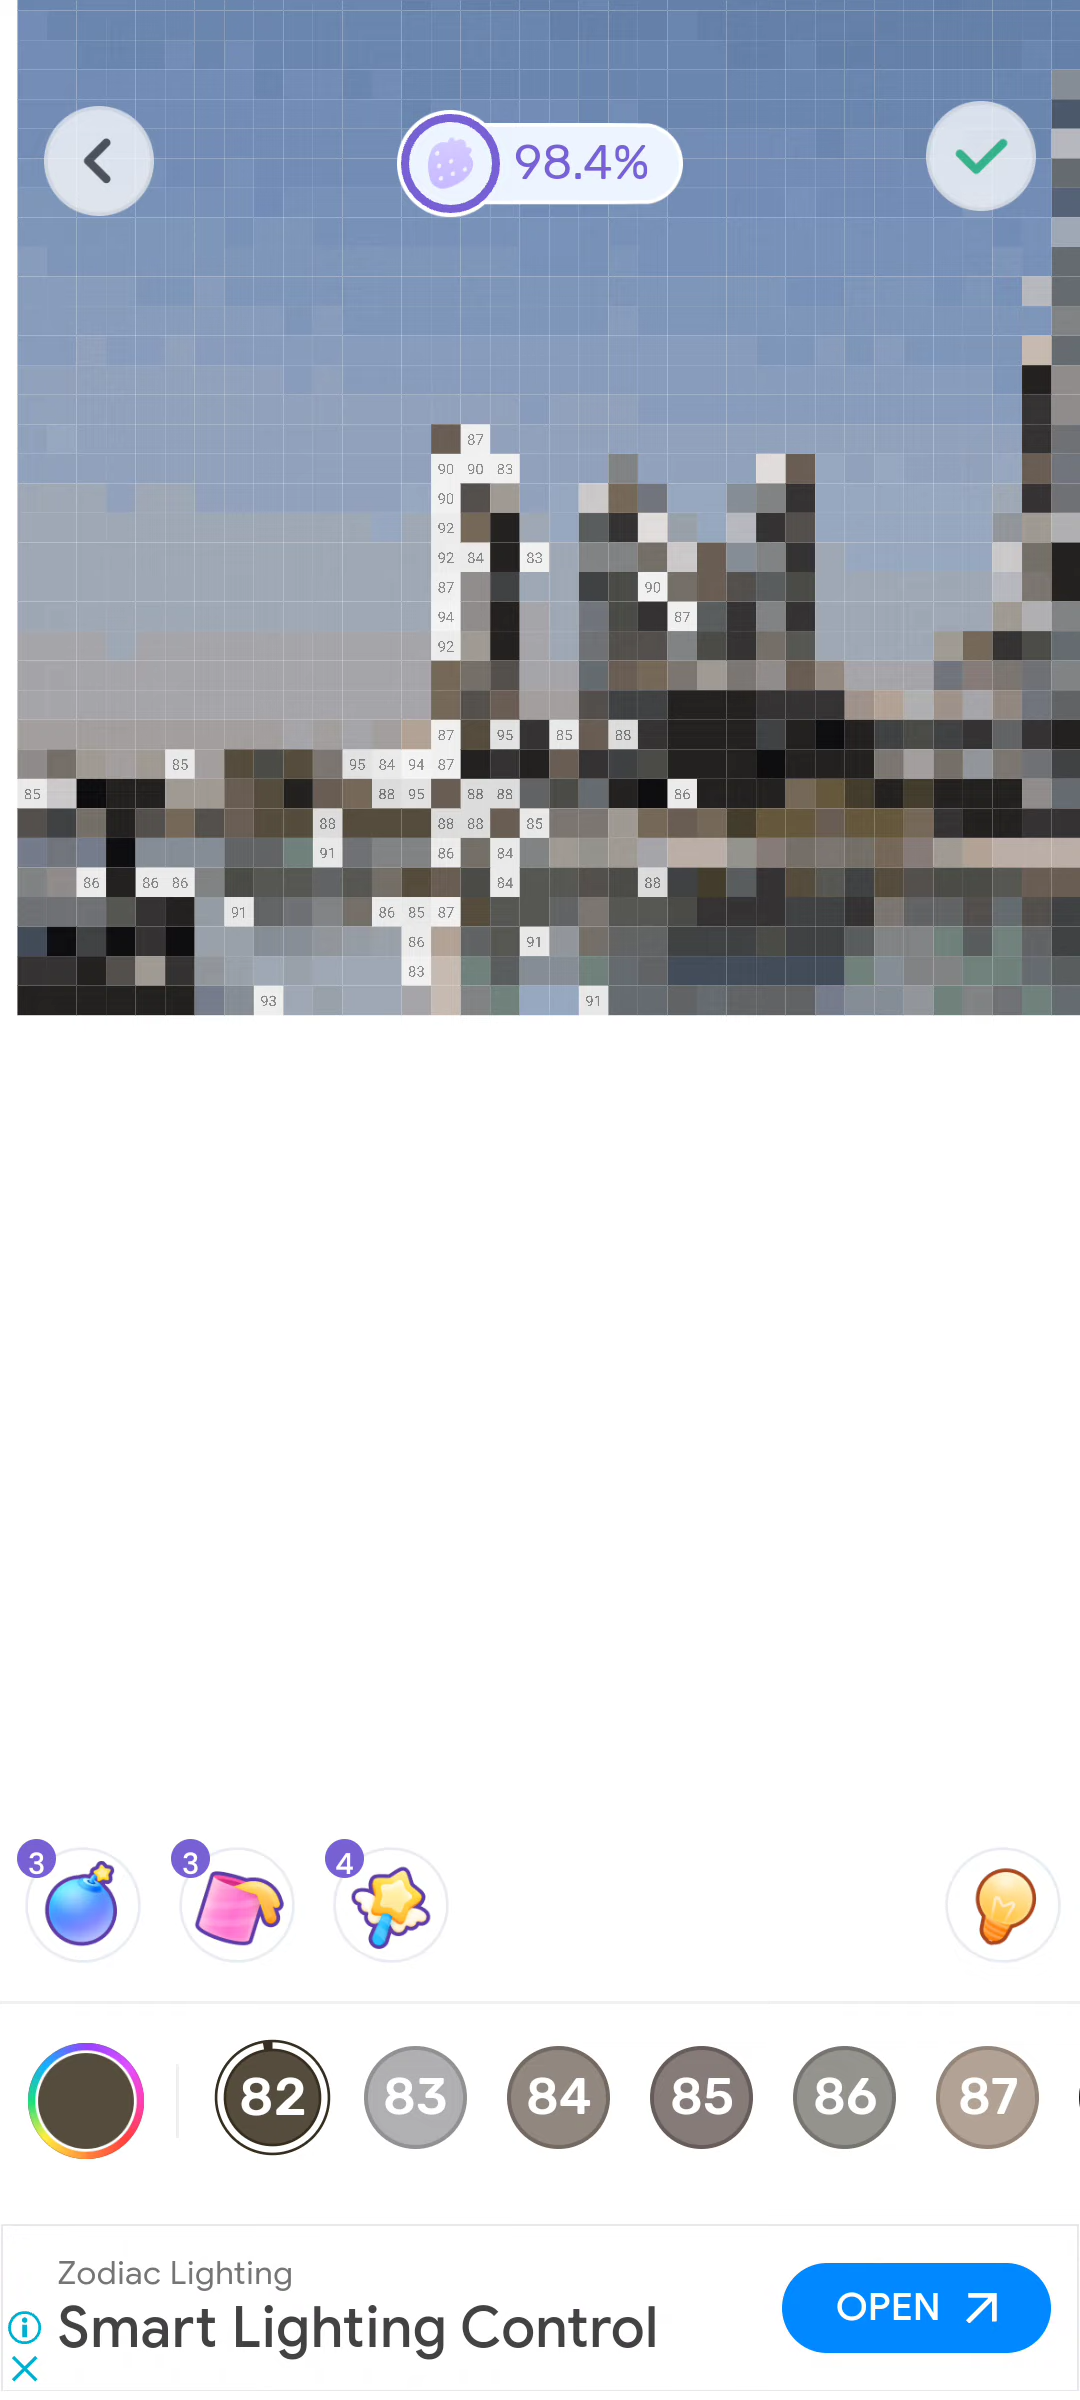 98.4%
87
90 90 83
90
92
92 84 83
87 90
94 87
92
87 95 85 88
85 95 84 94 87
85 88 95 88 88 86
88 88 88 85
91 86 84
86 86 86 84 88
91 86 85 87
86 91
83
93 91
3 3 4
82 83 84 85 86 87
Zodiac Lighting
Smart Lighting Control
OPEN